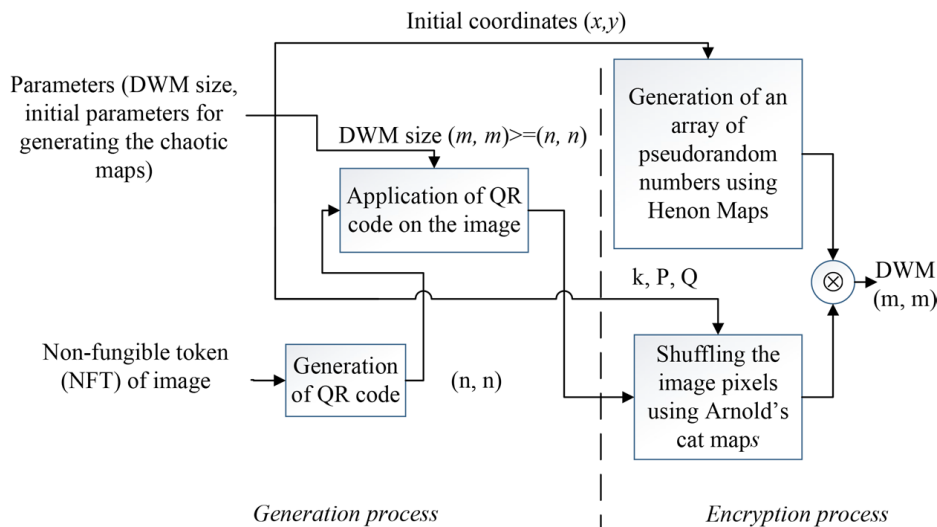 Initial coordinates (x,y)
Parameters (DWM size,
initial parameters for
generating the chaotic
maps)
DWM size (m, m)>=(n, n)
Generation of an
array of
pseudorandom
numbers using
Henon Maps
Application of QR
code on the image
⊗
DWM
(m, m)
k, P, Q
Non-fungible token
(NFT) of image
Generation
of QR code
(n, n)
Shuffling the
image pixels
using Arnold’s
cat maps
Generation process
Encryption process